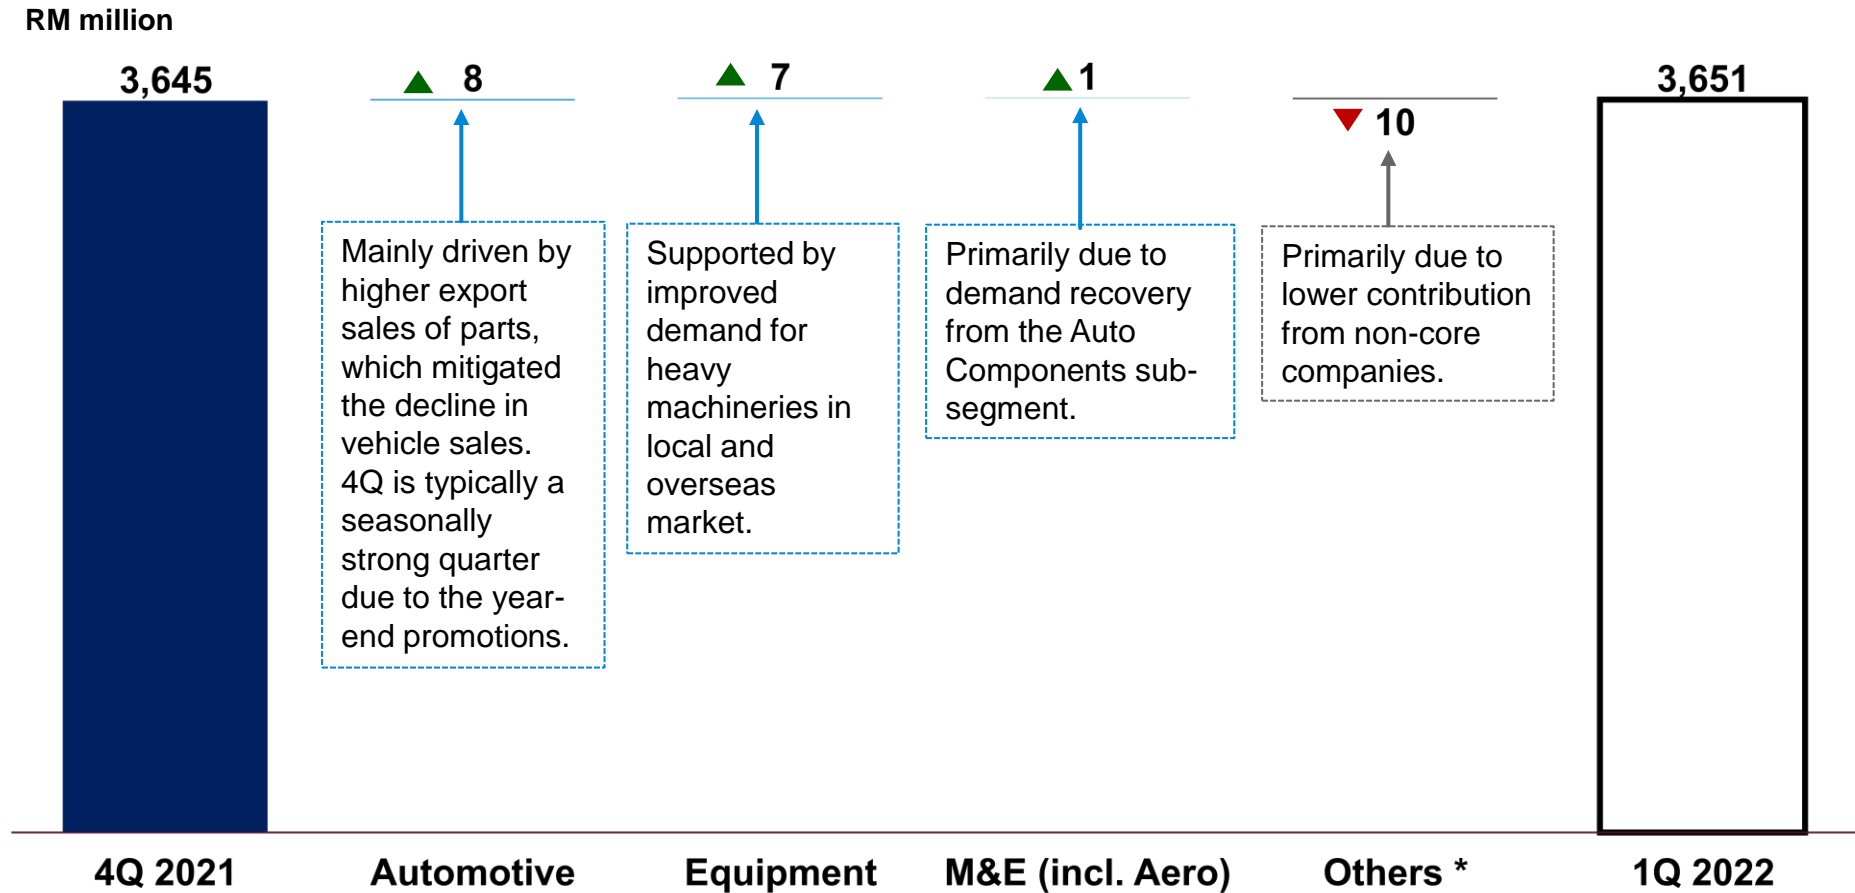 RM million
3,645
8
7
1
10
3,651
Mainly driven by
higher export
sales of parts,
which mitigated
the decline in
vehicle sales.
4Q is typically a
seasonally
strong quarter
due to the year-
end promotions.
Supported by
improved
demand for
heavy
machineries in
local and
overseas
market.
Primarily due to
demand recovery
from the Auto
Components sub-
segment.
Primarily due to
lower contribution
from non-core
companies.
4Q 2021
Automotive
Equipment
M&E (incl. Aero)
Others *
1Q 2022